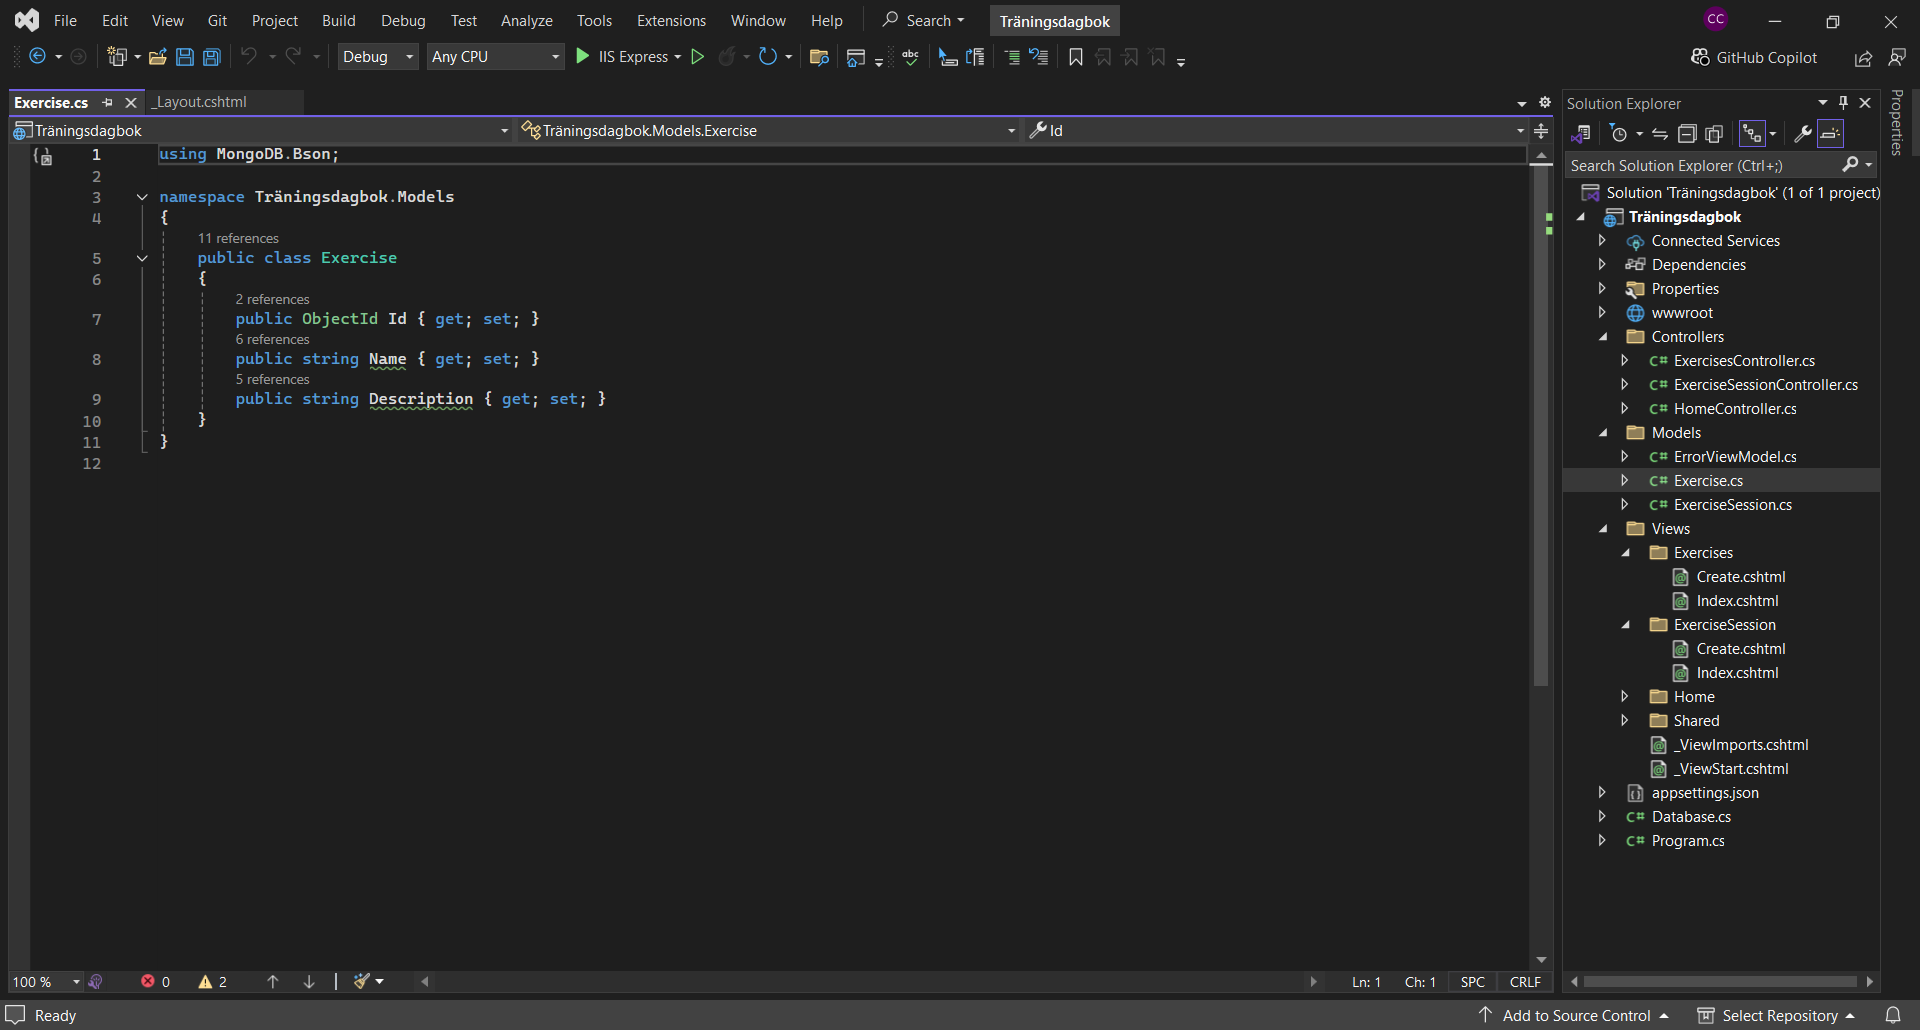 File Edit View Git Project Build Debug Test Analyze Tools Extensions Window Help Search Träningsdagbok CC
Debug Any CPU IIS Express abc GitHub Copilot
Exercise.cs _Layout.cshtml
Träningsdagbok Träningsdagbok.Models.Exercise Id
1 using MongoDB.Bson;
2
3 namespace Träningsdagbok.Models
4 {
11 references
5 public class Exercise
6 {
2 references
7 public ObjectId Id { get; set; }
6 references
8 public string Name { get; set; }
5 references
9 public string Description { get; set; }
10 }
11 }
12
100 % 0 2 Ln: 1 Ch: 1 SPC CRLF
Solution Explorer
Search Solution Explorer (Ctrl+;)
Solution 'Träningsdagbok' (1 of 1 project)
Träningsdagbok
Connected Services
Dependencies
Properties
wwwroot
Controllers
C# ExercisesController.cs
C# ExerciseSessionController.cs
C# HomeController.cs
Models
C# ErrorViewModel.cs
C# Exercise.cs
C# ExerciseSession.cs
Views
Exercises
Create.cshtml
Index.cshtml
ExerciseSession
Create.cshtml
Index.cshtml
Home
Shared
_ViewImports.cshtml
_ViewStart.cshtml
appsettings.json
C# Database.cs
C# Program.cs
Properties
Ready Add to Source Control Select Repository